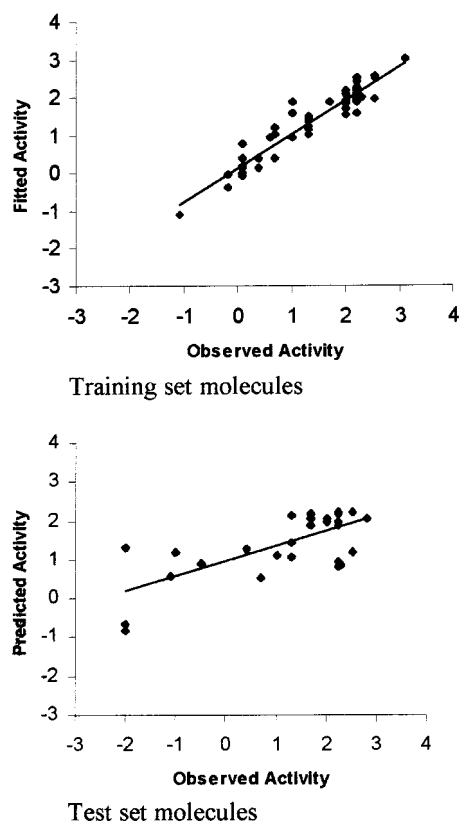 4
3
2
1
0
-1
-2
-3
Fitted Activity
-3 -2 -1 0 1 2 3 4
Observed Activity
Training set molecules
4
3
2
1
0
-1
-2
-3
Predicted Activity
-3 -2 -1 0 1 2 3 4
Observed Activity
Test set molecules